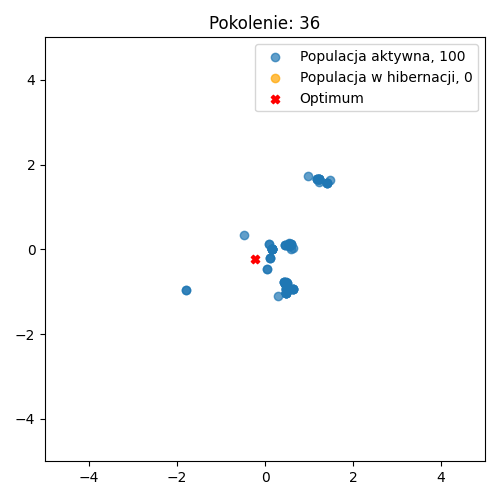 Pokolenie: 36
Populacja aktywna, 100
Populacja w hibernacji, 0
Optimum
4
2
0
−2
−4
−4 −2 0 2 4